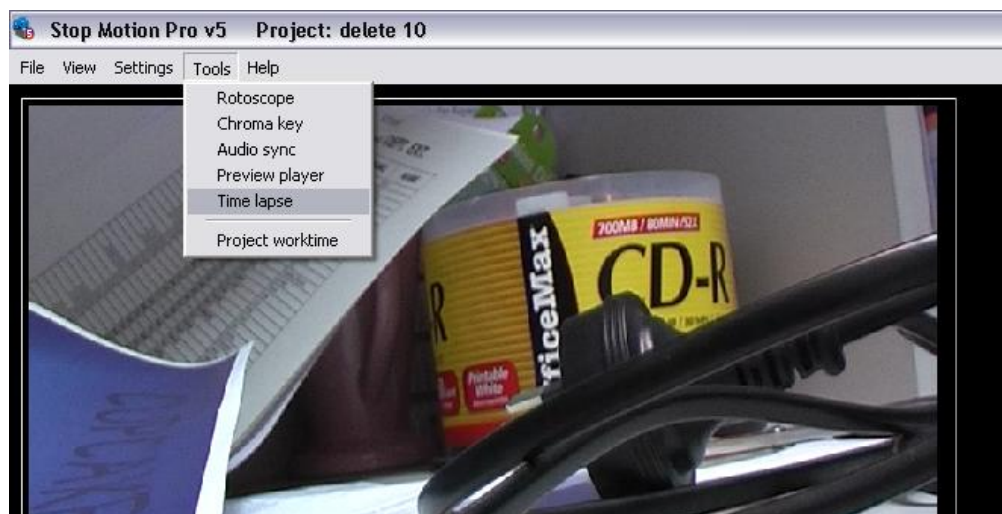 Stop Motion Pro v5 Project: delete 10
File View Settings Tools Help
Rotoscope
Chroma key
Audio sync
Preview player
Time lapse
Project worktime
700MB / 80MIN/52X
OfficeMax
CD-R
R
Printable
White